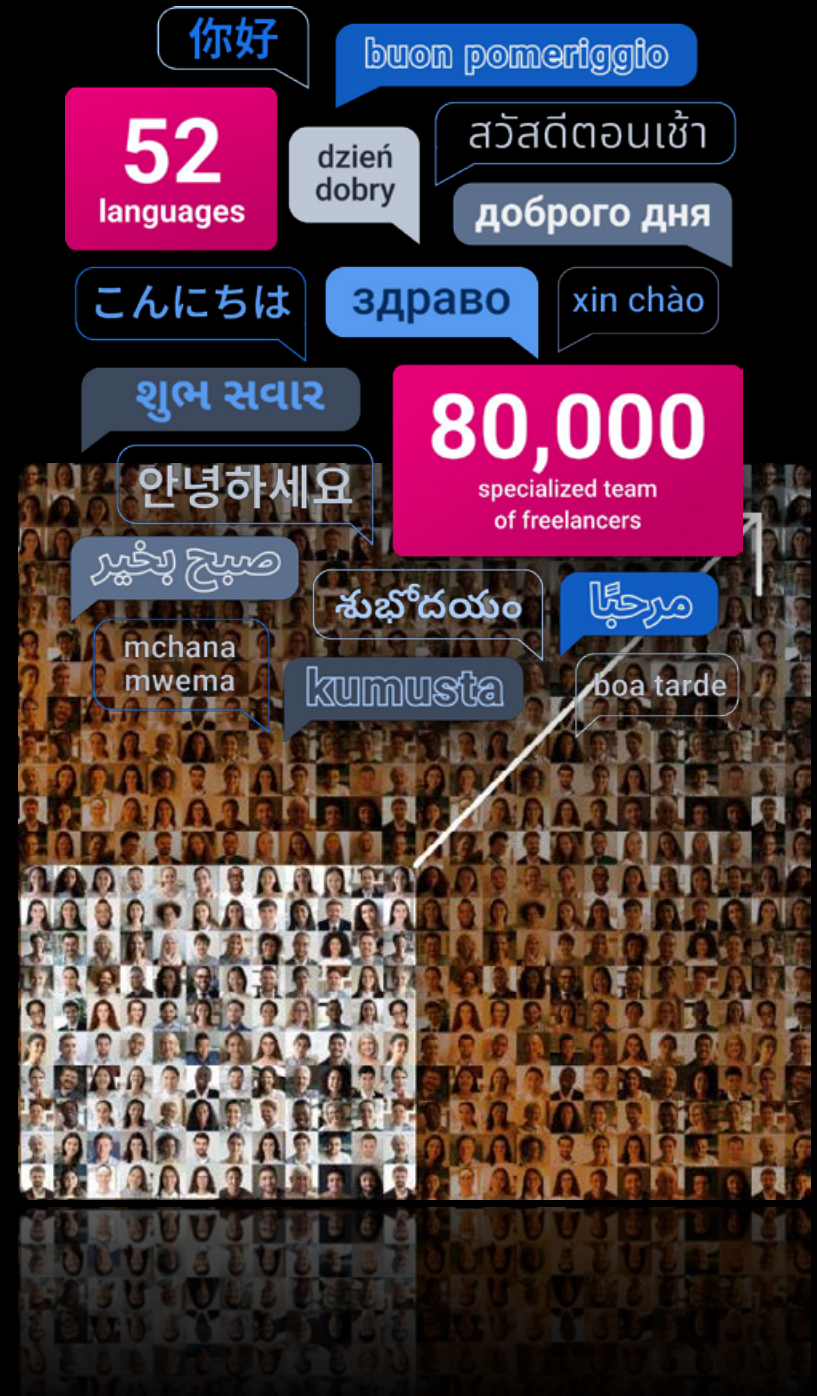 你好
buon pomeriggio
52
languages
dzień
dobry
สวัสดีตอนเช้า
доброго дня
こんにちは
здраво
xin chào
શુભ સવાર
80,000
specialized team
of freelancers
안녕하세요
صبح بخیر
శుభోదయం
مرحبًا
mchana
mwema
kumusta
boa tarde